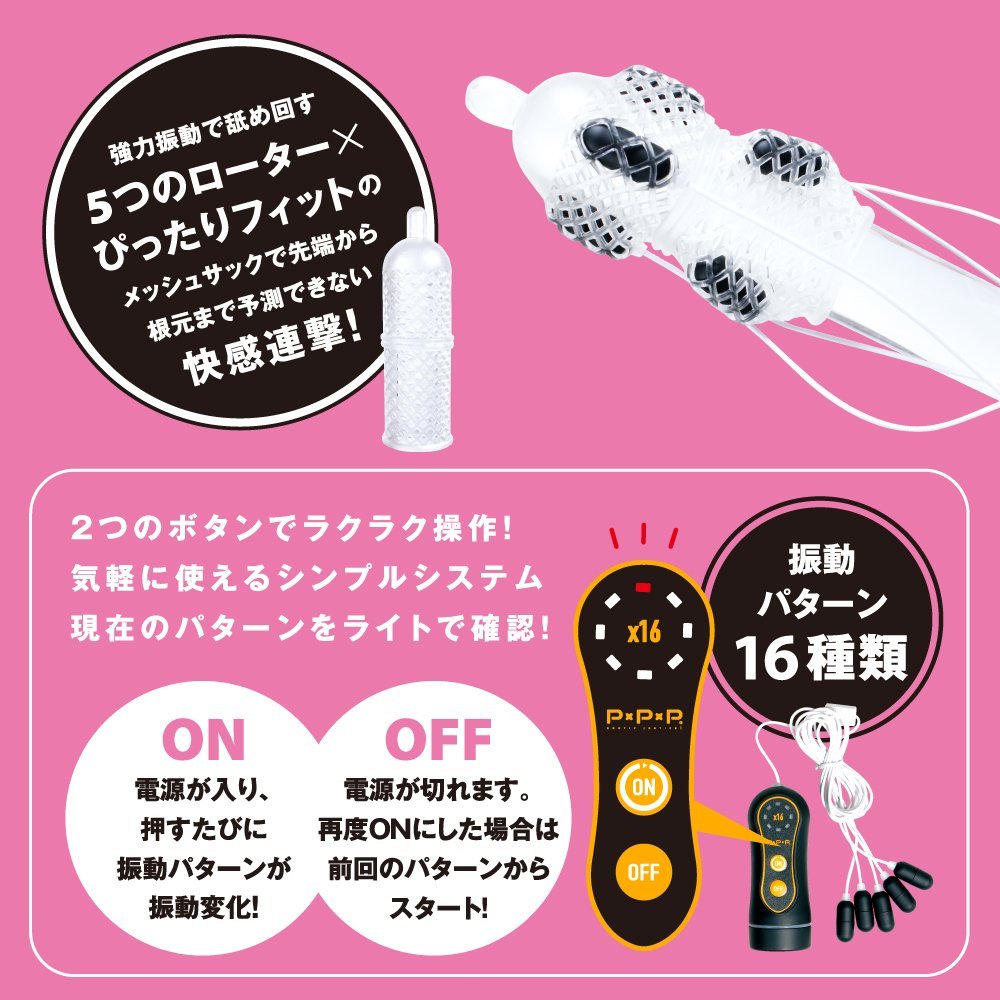 強力振動で舐め回す
5つのローター×
ぴったりフィットの
メッシュサックで先端から
根元まで予測できない
快感連撃!
2つのボタンでラクラク操作!
気軽に使えるシンプルシステム
現在のパターンをライトで確認!
ON
電源が入り、
押すたびに
振動パターンが
振動変化!
OFF
電源が切れます。
再度ONにした場合は
前回のパターンから
スタート!
x16
P×P×P.
ON
OFF
振動
パターン
16種類
x16
ON
OFF